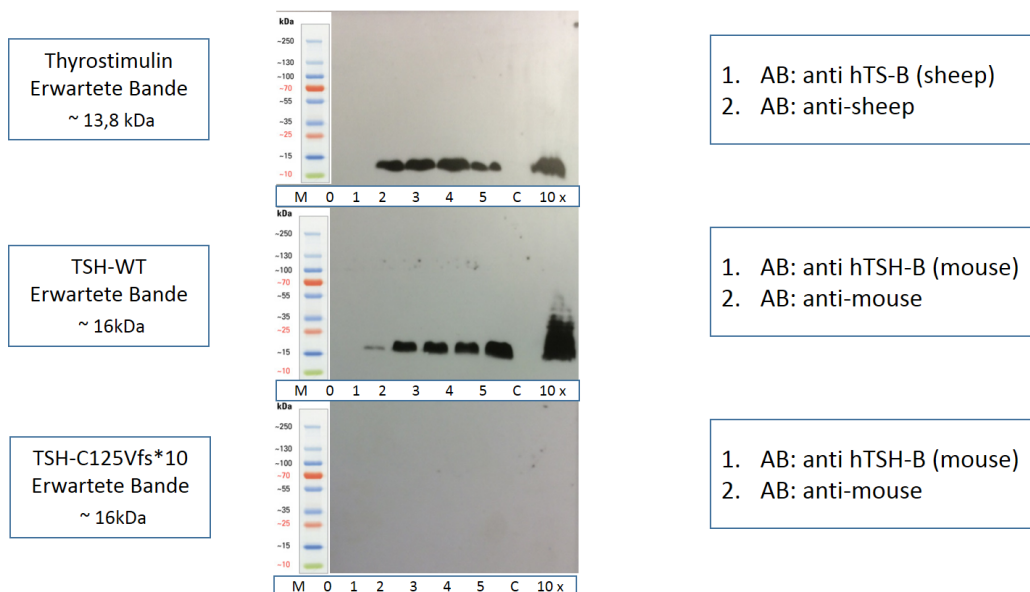 Thyrostimulin
Erwartete Bande
~ 13,8 kDa
kDa
~250
~130
~100
~70
~55
~35
~25
~15
~10
1. AB: anti hTS-B (sheep)
2. AB: anti-sheep
M 0 1 2 3 4 5 C 10 x
TSH-WT
Erwartete Bande
~ 16kDa
kDa
~250
~130
~100
~70
~55
~35
~25
~15
~10
1. AB: anti hTSH-B (mouse)
2. AB: anti-mouse
M 0 1 2 3 4 5 C 10 x
TSH-C125Vfs*10
Erwartete Bande
~ 16kDa
kDa
~250
~130
~100
~70
~55
~35
~25
~15
~10
1. AB: anti hTSH-B (mouse)
2. AB: anti-mouse
M 0 1 2 3 4 5 C 10 x